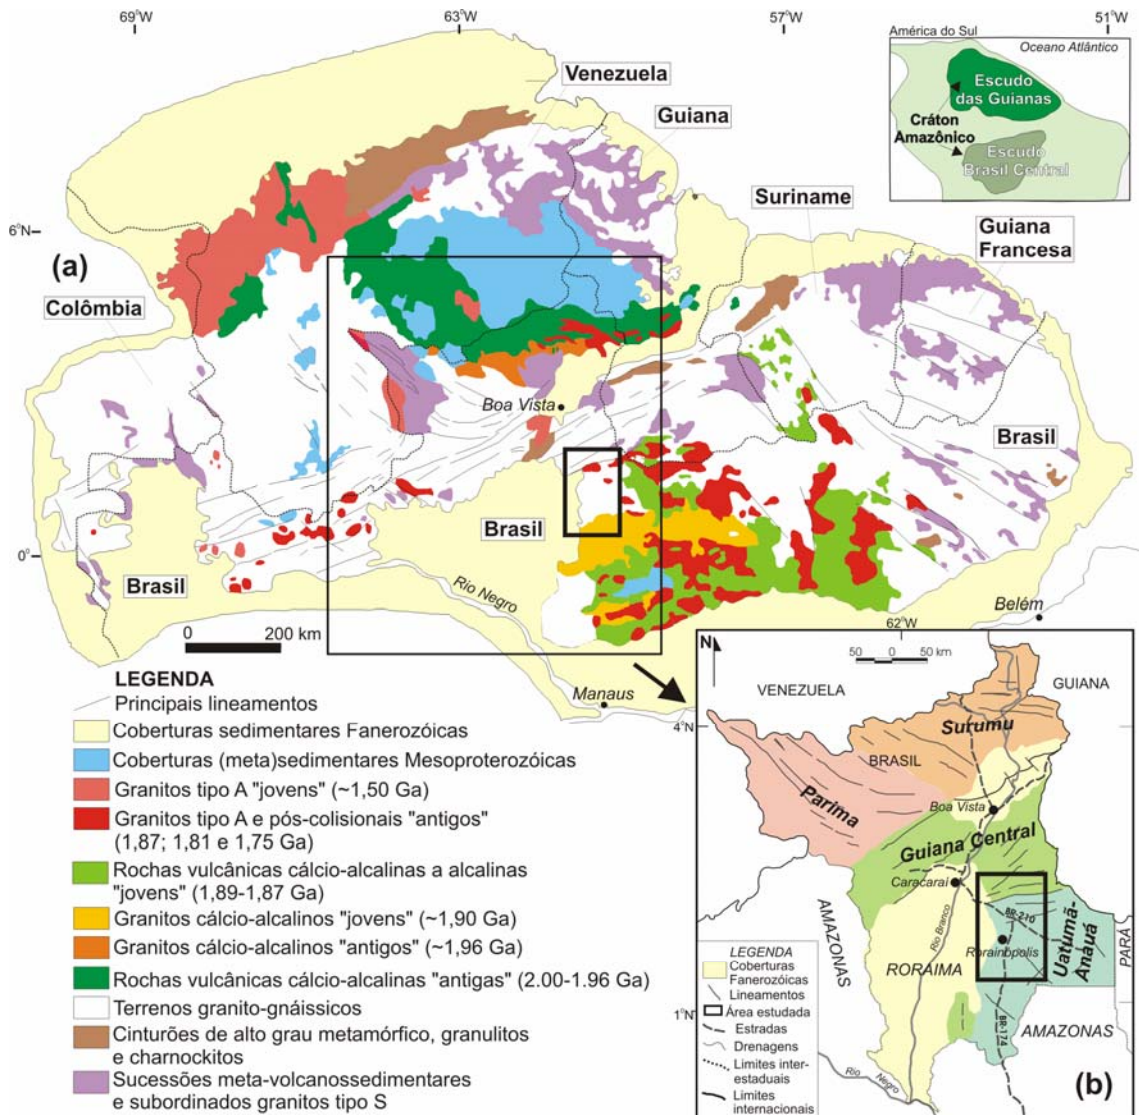 69°W
63°W
57°W
51°W
América do Sul
Oceano Atlântico
Escudo
das Guianas
Cráton
Amazônico
Escudo
Brasil Central
Venezuela
Guiana
Suriname
Guiana
Francesa
6°N
(a)
Colômbia
Boa Vista
Brasil
Brasil
0°
Brasil
Rio Negro
Belém
0 200 km
Manaus
LEGENDA
Principais lineamentos
Coberturas sedimentares Fanerozóicas
Coberturas (meta)sedimentares Mesoproterozóicas
Granitos tipo A "jovens" (~1,50 Ga)
Granitos tipo A e pós-colisionais "antigos"
(1,87; 1,81 e 1,75 Ga)
Rochas vulcânicas cálcio-alcalinas a alcalinas
"jovens" (1,89-1,87 Ga)
Granitos cálcio-alcalinos "jovens" (~1,90 Ga)
Granitos cálcio-alcalinos "antigos" (~1,96 Ga)
Rochas vulcânicas cálcio-alcalinas "antigas" (2.00-1.96 Ga)
Terrenos granito-gnáissicos
Cinturões de alto grau metamórfico, granulitos
e charnockitos
Sucessões meta-volcanossedimentares
e subordinados granitos tipo S
62°W
N
50 0 50 km
VENEZUELA
GUIANA
4°N
Surumu
BRASIL
Parima
Boa Vista
Guiana Central
Caracaraí
AMAZONAS
Rio Branco
BR-210
Rorainópolis
Uatumã-
Anauá
PARÁ
RORAIMA
1°N
BR-174
AMAZONAS
LEGENDA
Coberturas
Fanerozóicas
Lineamentos
Área estudada
Estradas
Drenagens
Limites inter-
estaduais
Limites
internacionais
Rio Negro
(b)